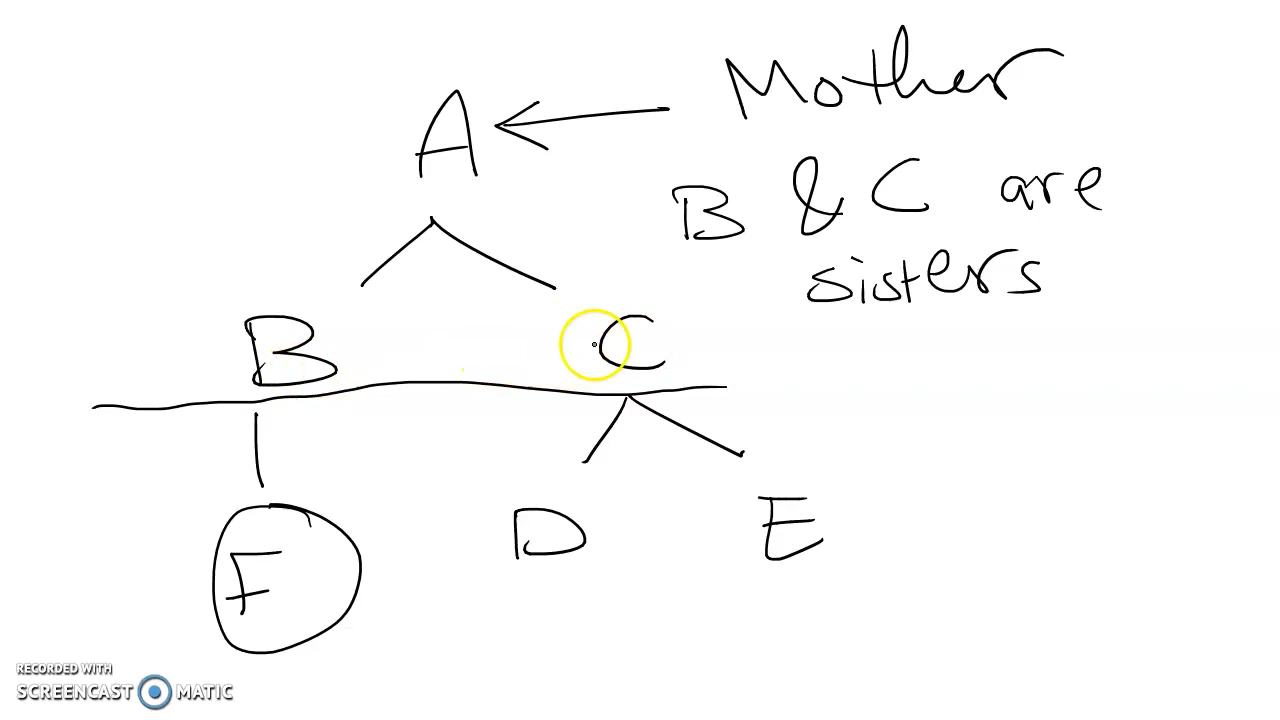 A ← Mother
B & C are
sisters
B C
F D E
RECORDED WITH
SCREENCAST MATIC